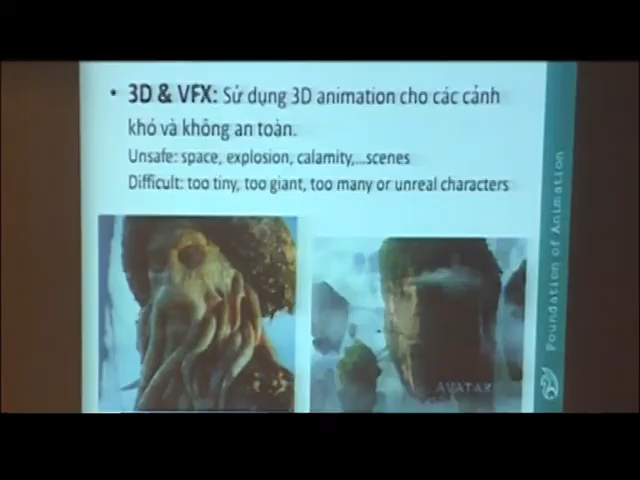 • 3D & VFX: Sử dụng 3D animation cho các cảnh
khó và không an toàn.
Unsafe: space, explosion, calamity,...scenes
Difficult: too tiny, too giant, too many or unreal characters
AVATAR
Foundation of Animation